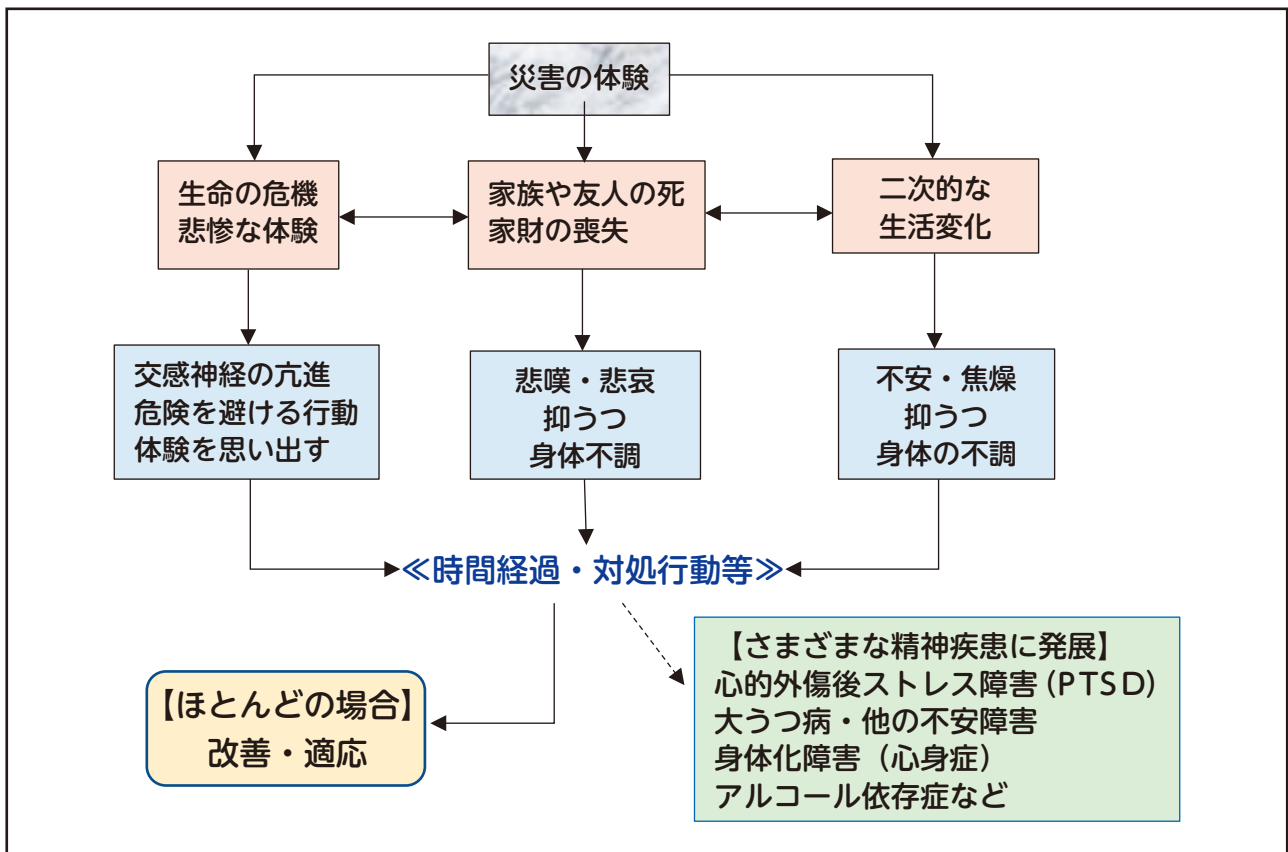 災害の体験
生命の危機
悲惨な体験
家族や友人の死
家財の喪失
二次的な
生活変化
交感神経の亢進
危険を避ける行動
体験を思い出す
悲嘆・悲哀
抑うつ
身体不調
不安・焦燥
抑うつ
身体の不調
≪時間経過・対処行動等≫
【ほとんどの場合】
改善・適応
【さまざまな精神疾患に発展】
心的外傷後ストレス障害(PTSD)
大うつ病・他の不安障害
身体化障害（心身症）
アルコール依存症など